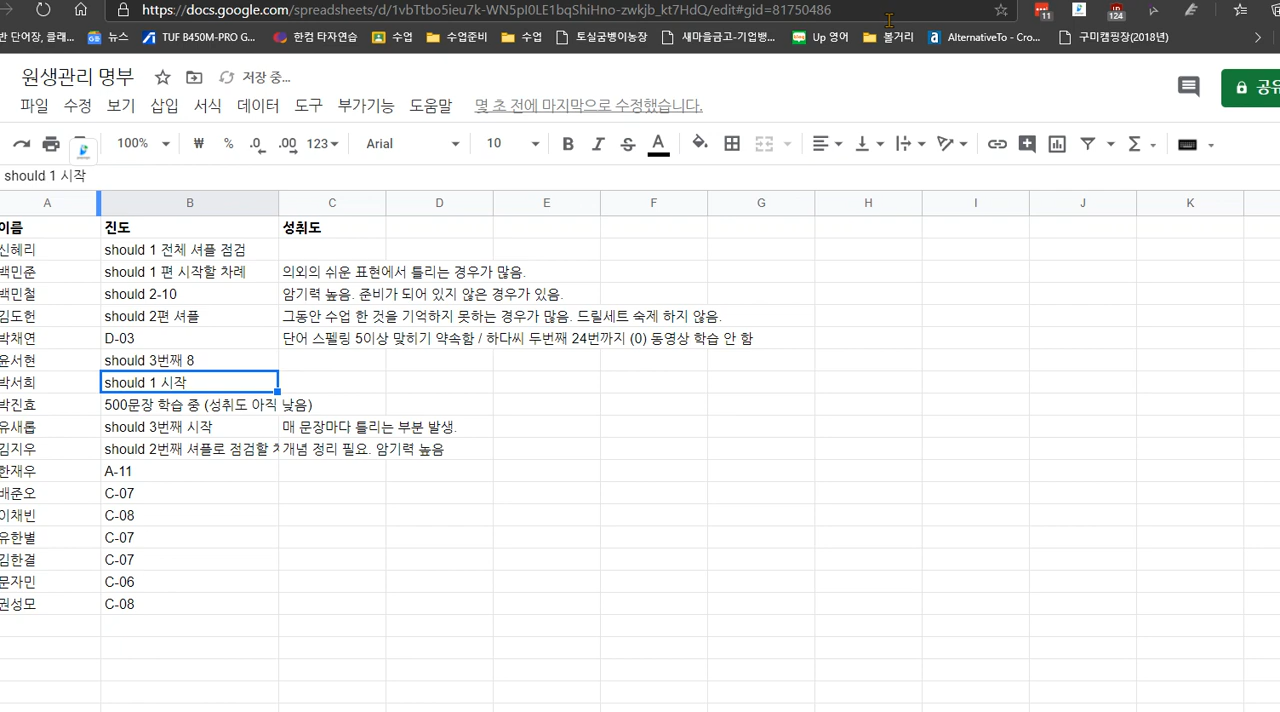 https://docs.google.com/spreadsheets/d/1vbTtbo5ieu7k-WN5pI0LE1bqShiHno-zwkjb_kt7HdQ/edit#gid=81750486 11 124
반 단어장, 클래... 뉴스 TUF B450M-PRO G... 한컴 타자연습 수업 수업준비 수업 토실굼벵이농장 새마을금고-기업뱅... Up 영어 볼거리 AlternativeTo - Cro... 구미캠핑장(2018년)
원생관리 명부 저장 중...
공유
파일 수정 보기 삽입 서식 데이터 도구 부가기능 도움말 몇 초 전에 마지막으로 수정했습니다.
100% ₩ % .0 .00 123 Arial 10 B I S A Σ
should 1 시작
A B C D E F G H I J K
이름 진도 성취도
신혜리 should 1 전체 셔플 점검
백민준 should 1 편 시작할 차례 의외의 쉬운 표현에서 틀리는 경우가 많음.
백민철 should 2-10 암기력 높음. 준비가 되어 있지 않은 경우가 있음.
김도헌 should 2편 셔플 그동안 수업 한 것을 기억하지 못하는 경우가 많음. 드릴세트 숙제 하지 않음.
박채연 D-03 단어 스펠링 5이상 맞히기 약속함 / 하다씨 두번째 24번까지 (0) 동영상 학습 안 함
윤서현 should 3번째 8
박서희 should 1 시작
박진효 500문장 학습 중 (성취도 아직 낮음)
유새롭 should 3번째 시작 매 문장마다 틀리는 부분 발생.
김지우 should 2번째 셔플로 점검할 개념 정리 필요. 암기력 높음
한재우 A-11
배준오 C-07
이채빈 C-08
유한별 C-07
김한결 C-07
문자민 C-06
권성모 C-08